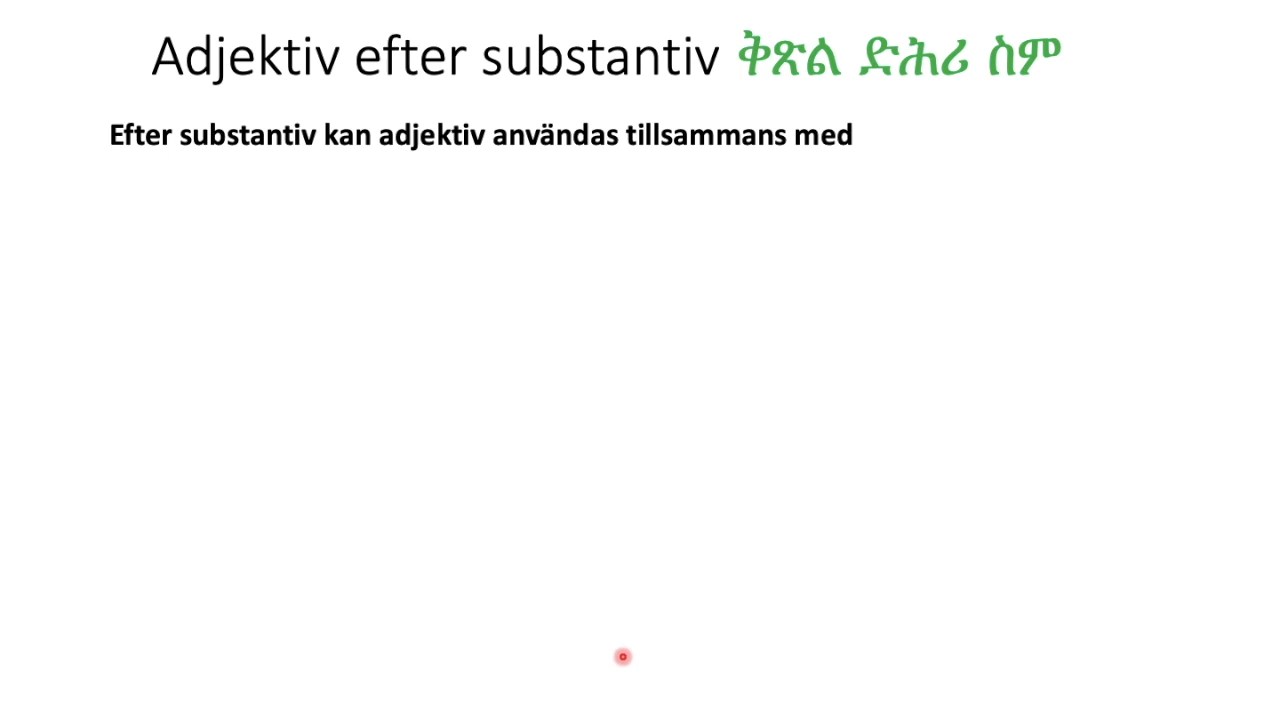 Adjektiv efter substantiv ቅጽል ድሕሪ ስም
Efter substantiv kan adjektiv användas tillsammans med